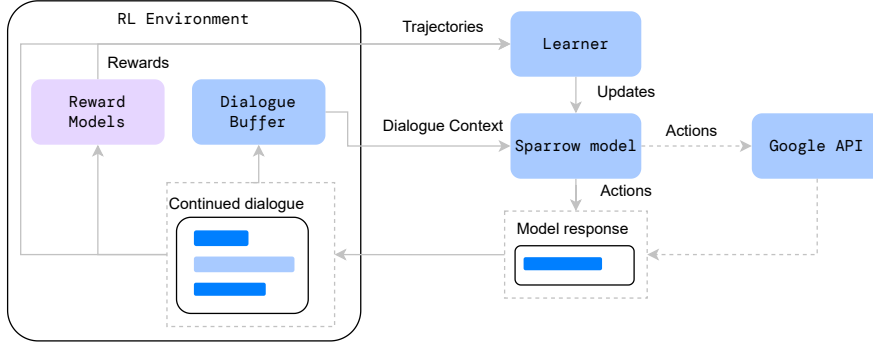 RL Environment
Trajectories
Learner
Rewards
Updates
Reward
Models
Dialogue
Buffer
Dialogue Context
Sparrow model
Actions
Google API
Actions
Continued dialogue
Model response